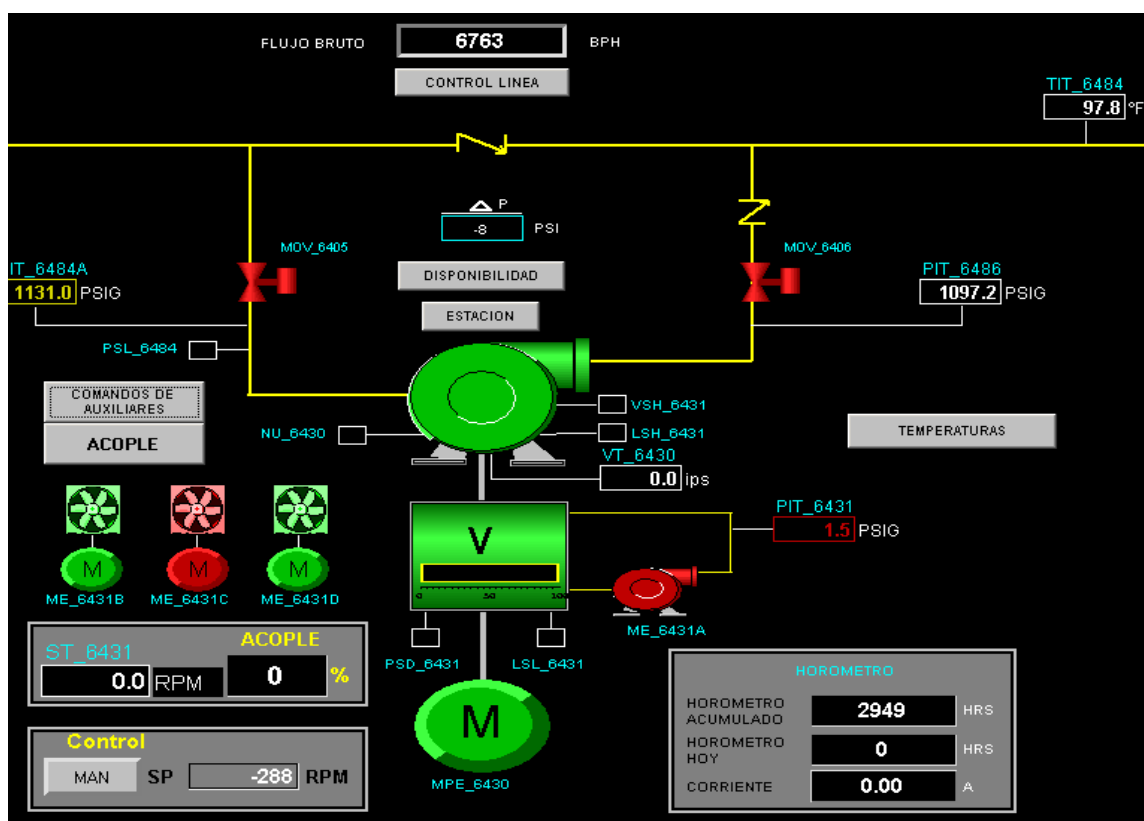 FLUJO BRUTO 6763 BPH
CONTROL LINEA
TIT_6484
97.8 °F
P
-8 PSI
MOV_6405
MOV_6406
IT_6484A
1131.0 PSIG
DISPONIBILIDAD
PIT_6486
1097.2 PSIG
ESTACION
PSL_6484
COMANDOS DE
AUXILIARES
ACOPLE
VSH_6431
NU_6430
LSH_6431
TEMPERATURAS
VT_6430
0.0 ips
PIT_6431
1.5 PSIG
V
0 50 100
M M M
ME_6431B ME_6431C ME_6431D
ME_6431A
ACOPLE
ST_6431
0.0 RPM 0 %
PSD_6431 LSL_6431
M
MPE_6430
Control
MAN SP -288 RPM
HOROMETRO
HOROMETRO
ACUMULADO 2949 HRS
HOROMETRO
HOY 0 HRS
CORRIENTE 0.00 A